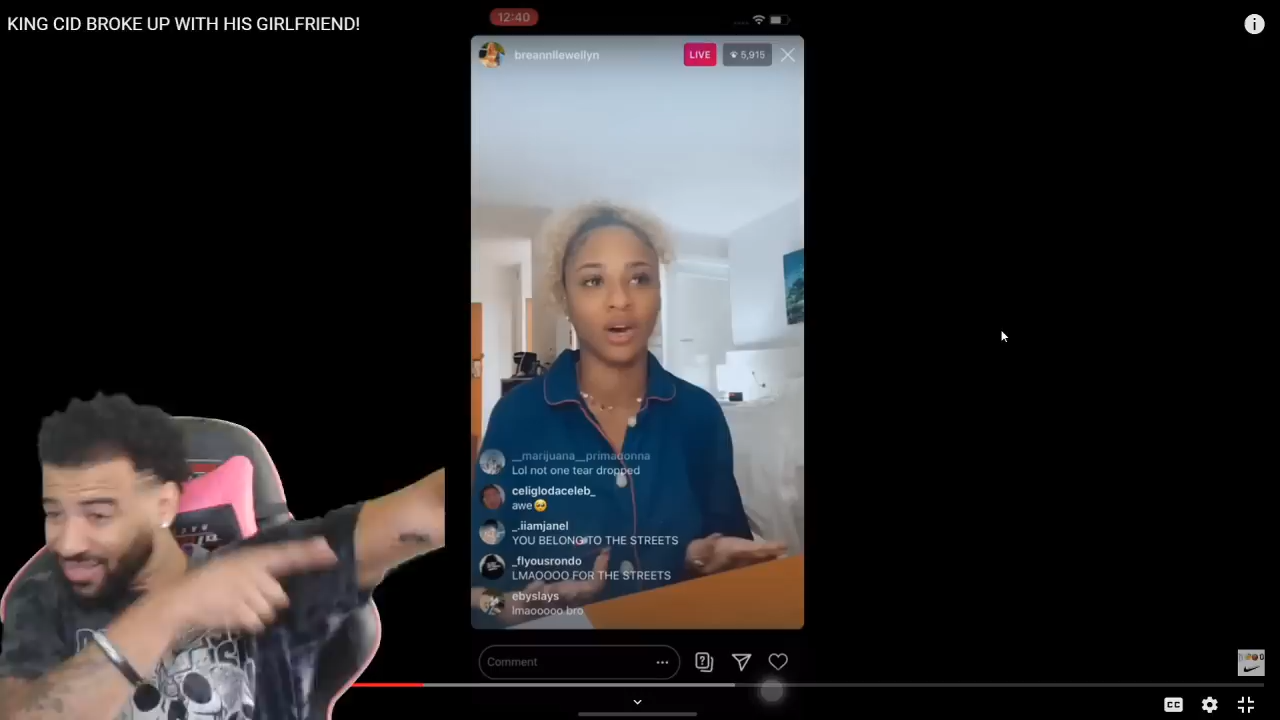 KING CID BROKE UP WITH HIS GIRLFRIEND!
12:40
breannllewellyn
LIVE
5,915
__marijuana__primadonna
Lol not one tear dropped
celiglodaceleb_
awe🥺
_.iiamjanel
YOU BELONG TO THE STREETS
_flyousrondo
LMAOOOO FOR THE STREETS
ebyslays
lmaooooo bro
Comment
CC